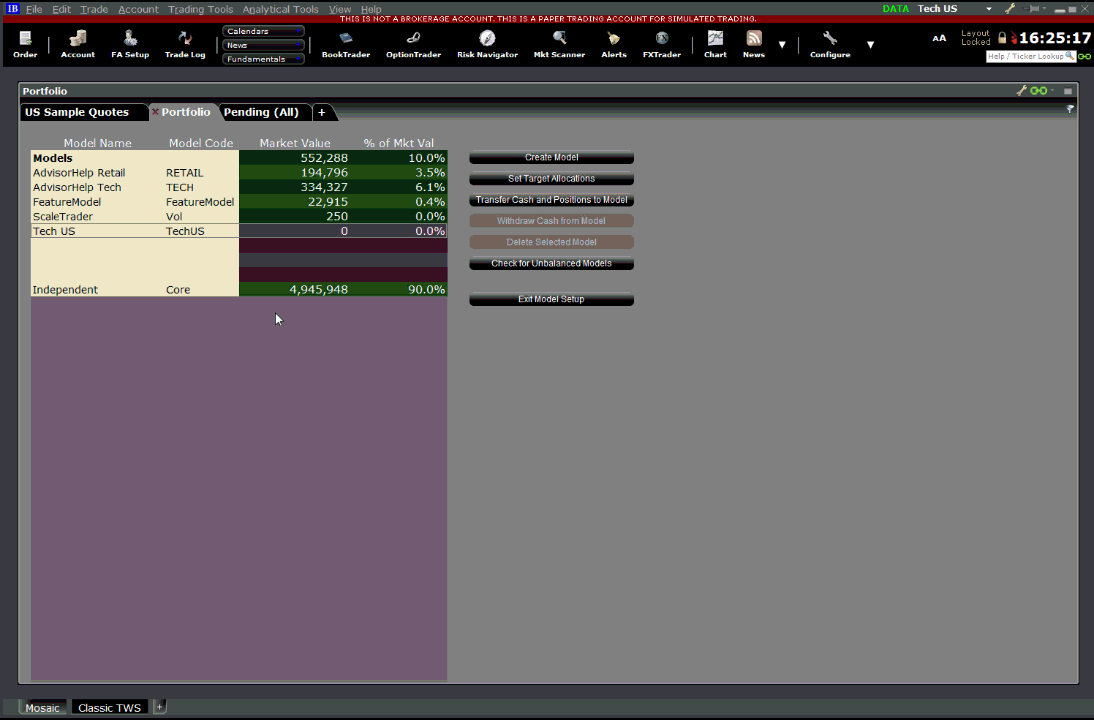 IB File Edit Trade Account Trading Tools Analytical Tools View Help DATA Tech US
THIS IS NOT A BROKERAGE ACCOUNT. THIS IS A PAPER TRADING ACCOUNT FOR SIMULATED TRADING.
Order Account FA Setup Trade Log
Calendars
News
Fundamentals
BookTrader OptionTrader Risk Navigator Mkt Scanner Alerts FXTrader Chart News Configure
AA Layout Locked 16:25:17
Help / Ticker Lookup
Portfolio
US Sample Quotes Portfolio Pending (All) +
Model Name Model Code Market Value % of Mkt Val
Models 552,288 10.0%
AdvisorHelp Retail RETAIL 194,796 3.5%
AdvisorHelp Tech TECH 334,327 6.1%
FeatureModel FeatureModel 22,915 0.4%
ScaleTrader Vol 250 0.0%
Tech US TechUS 0 0.0%
Independent Core 4,945,948 90.0%
Create Model
Set Target Allocations
Transfer Cash and Positions to Model
Withdraw Cash from Model
Delete Selected Model
Check for Unbalanced Models
Exit Model Setup
Mosaic Classic TWS +